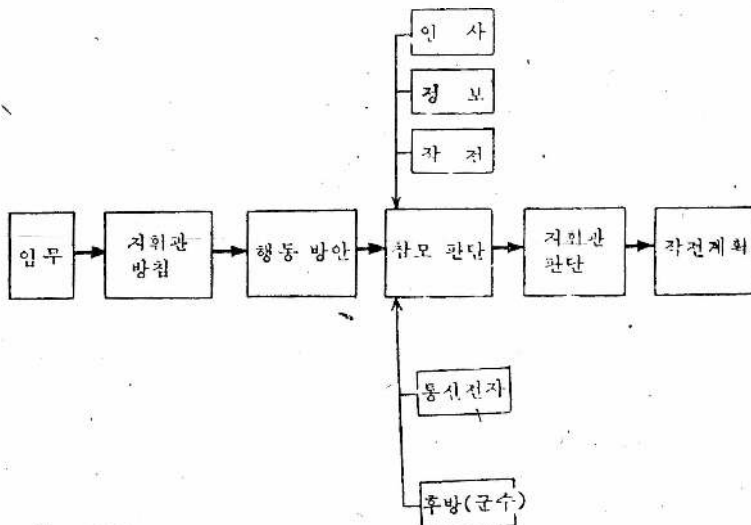 인 사
정 보
작 전
임무
지휘관
방침
행동 방안
참모 판단
지휘관
판단
작전계획
통신전자
후방(군수)